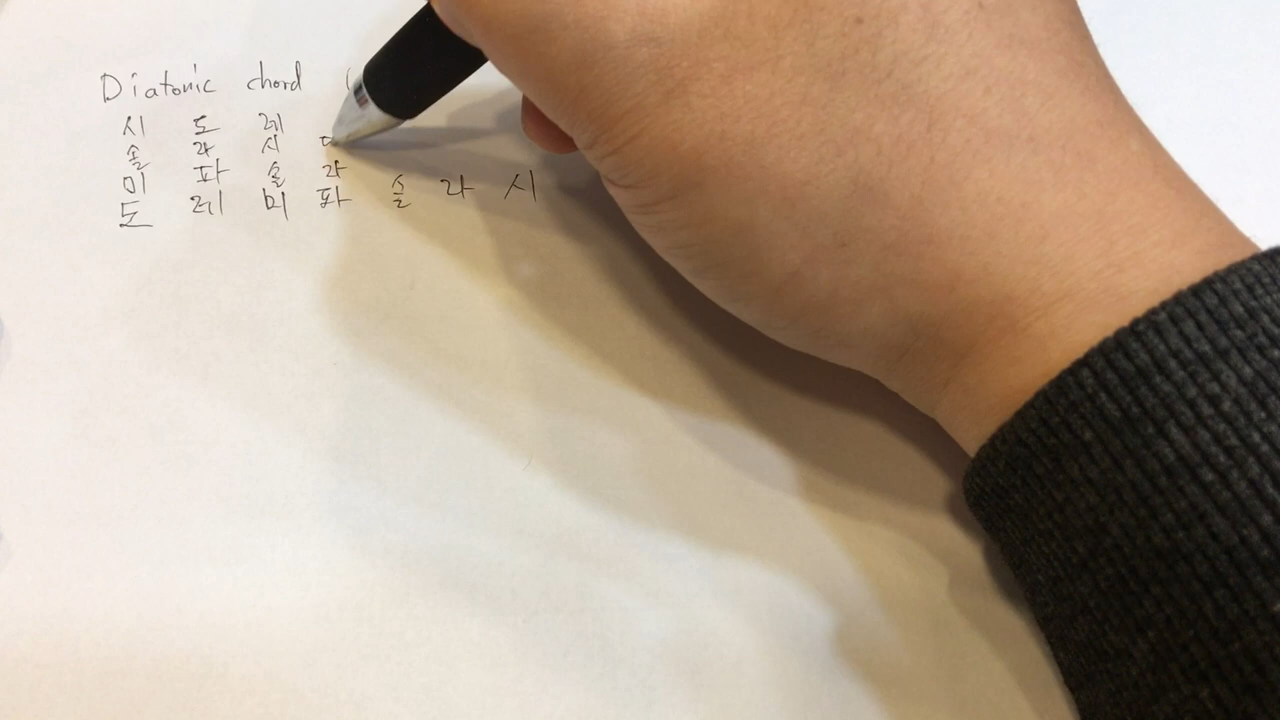 Diatonic chord (
시 도 레
솔 라 시
미 파 솔 라
도 레 미 파 솔 라 시